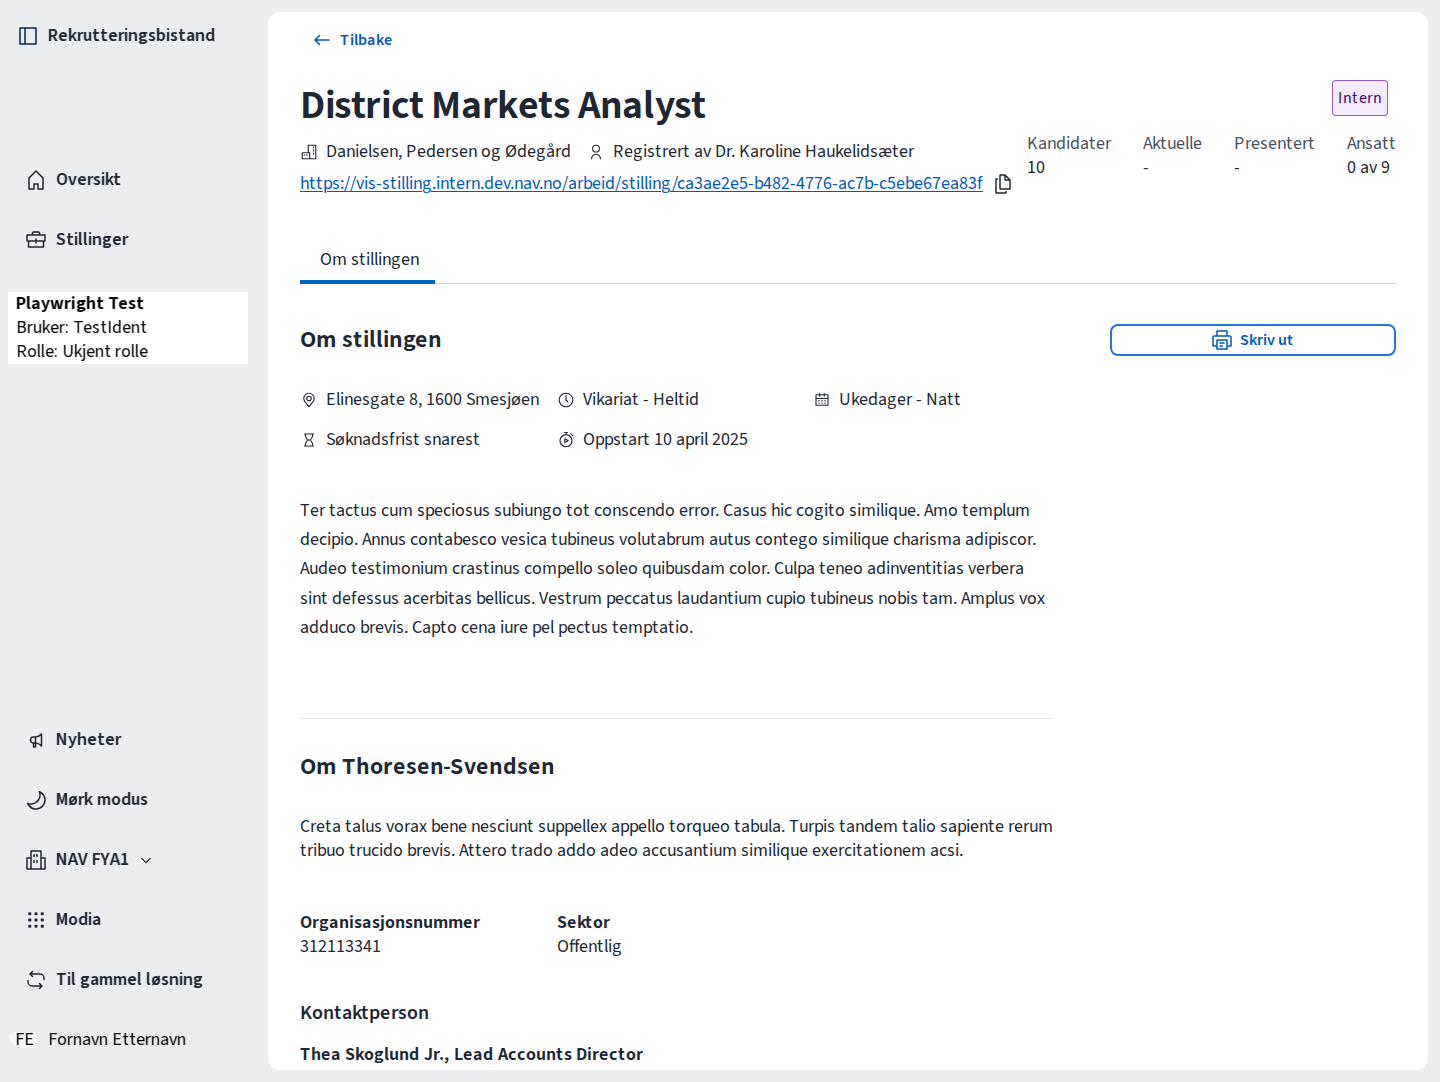 Rekrutteringsbistand
Oversikt
Stillinger
Playwright Test
Bruker: TestIdent
Rolle: Ukjent rolle
Nyheter
Mørk modus
NAV FYA1
Modia
Til gammel løsning
FE Fornavn Etternavn
Tilbake
District Markets Analyst
Intern
Danielsen, Pedersen og Ødegård Registrert av Dr. Karoline Haukelidsæter
https://vis-stilling.intern.dev.nav.no/arbeid/stilling/ca3ae2e5-b482-4776-ac7b-c5ebe67ea83f
Kandidater Aktuelle Presentert Ansatt
10 - - 0 av 9
Om stillingen
Om stillingen
Skriv ut
Elinesgate 8, 1600 Smesjøen Vikariat - Heltid Ukedager - Natt
Søknadsfrist snarest Oppstart 10 april 2025
Ter tactus cum speciosus subiungo tot conscendo error. Casus hic cogito similique. Amo templum
decipio. Annus contabesco vesica tubineus volutabrum autus contego similique charisma adipiscor.
Audeo testimonium crastinus compello soleo quibusdam color. Culpa teneo adinventitias verbera
sint defessus acerbitas bellicus. Vestrum peccatus laudantium cupio tubineus nobis tam. Amplus vox
adduco brevis. Capto cena iure pel pectus temptatio.
Om Thoresen-Svendsen
Creta talus vorax bene nesciunt suppellex appello torqueo tabula. Turpis tandem talio sapiente rerum
tribuo trucido brevis. Attero trado addo adeo accusantium similique exercitationem acsi.
Organisasjonsnummer Sektor
312113341 Offentlig
Kontaktperson
Thea Skoglund Jr., Lead Accounts Director